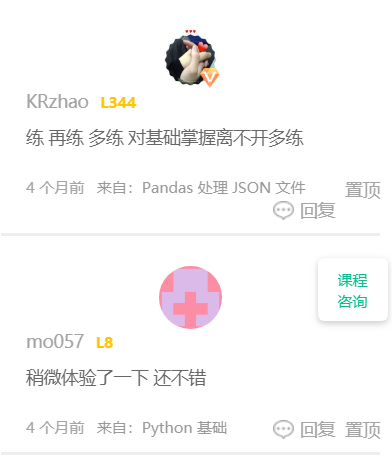 KRzhao L344
练 再练 多练 对基础掌握离不开多练
4 个月前 来自：Pandas 处理 JSON 文件 置顶
回复
课程
咨询
mo057 L8
稍微体验了一下 还不错
4 个月前 来自：Python 基础 回复 置顶